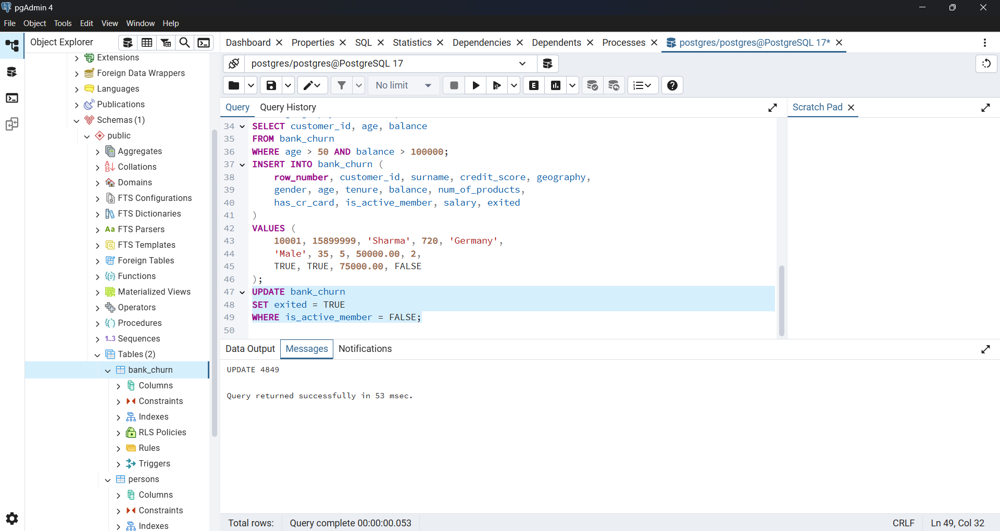 pgAdmin 4
File Object Tools Edit View Window Help
Object Explorer
Dashboard Properties SQL Statistics Dependencies Dependents Processes postgres/postgres@PostgreSQL 17*
Extensions
Foreign Data Wrappers
Languages
Publications
Schemas (1)
public
Aggregates
Collations
Domains
FTS Configurations
FTS Dictionaries
Aa FTS Parsers
FTS Templates
Foreign Tables
Functions
Materialized Views
Operators
Procedures
1..3 Sequences
Tables (2)
bank_churn
Columns
Constraints
Indexes
RLS Policies
Rules
Triggers
persons
Columns
Constraints
Indexes
postgres/postgres@PostgreSQL 17
No limit
E
Query Query History
Scratch Pad
34 SELECT customer_id, age, balance
35 FROM bank_churn
36 WHERE age > 50 AND balance > 100000;
37 INSERT INTO bank_churn (
38 row_number, customer_id, surname, credit_score, geography,
39 gender, age, tenure, balance, num_of_products,
40 has_cr_card, is_active_member, salary, exited
41 )
42 VALUES (
43 10001, 15899999, 'Sharma', 720, 'Germany',
44 'Male', 35, 5, 50000.00, 2,
45 TRUE, TRUE, 75000.00, FALSE
46 );
47 UPDATE bank_churn
48 SET exited = TRUE
49 WHERE is_active_member = FALSE;
50
Data Output Messages Notifications
UPDATE 4849
Query returned successfully in 53 msec.
Total rows: Query complete 00:00:00.053 CRLF Ln 49, Col 32